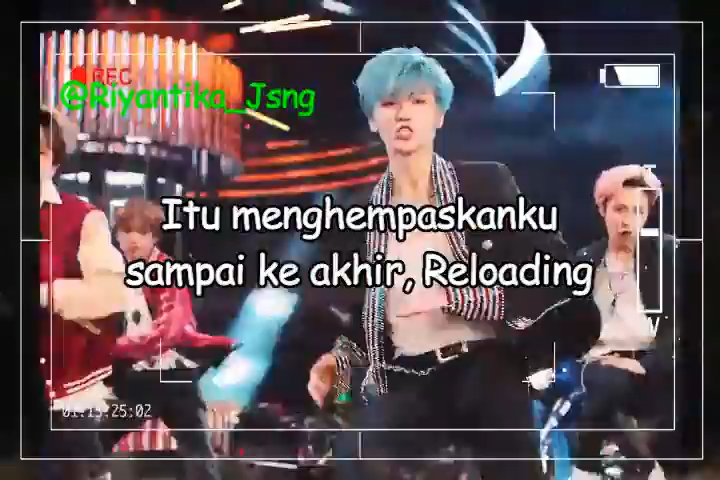 REC
@Riyantika_Jsng
Itu menghempaskanku
sampai ke akhir, Reloading
01:15:25:02